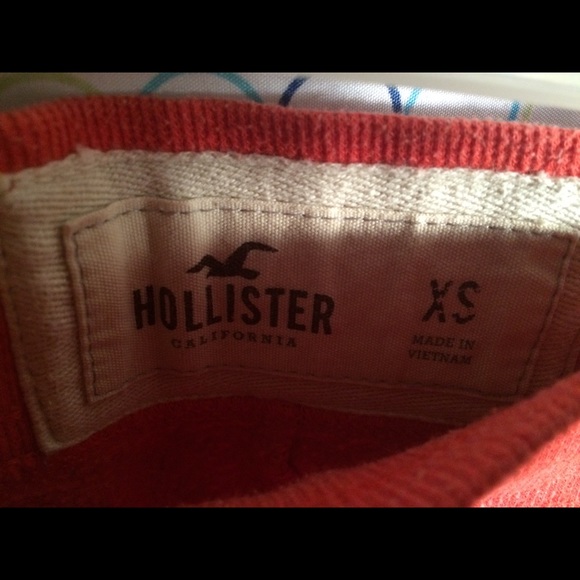 HOLLISTER
CALIFORNIA
XS
MADE IN
VIETNAM